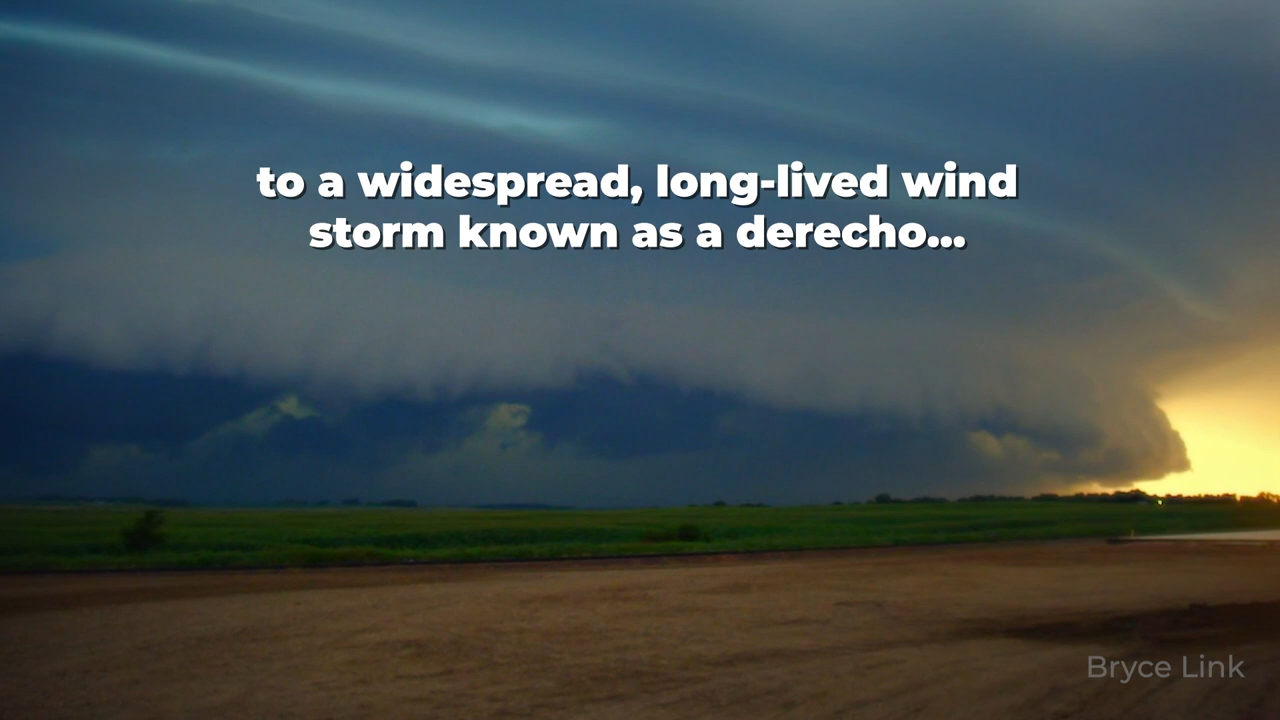 to a widespread, long-lived wind
storm known as a derecho...
Bryce Link